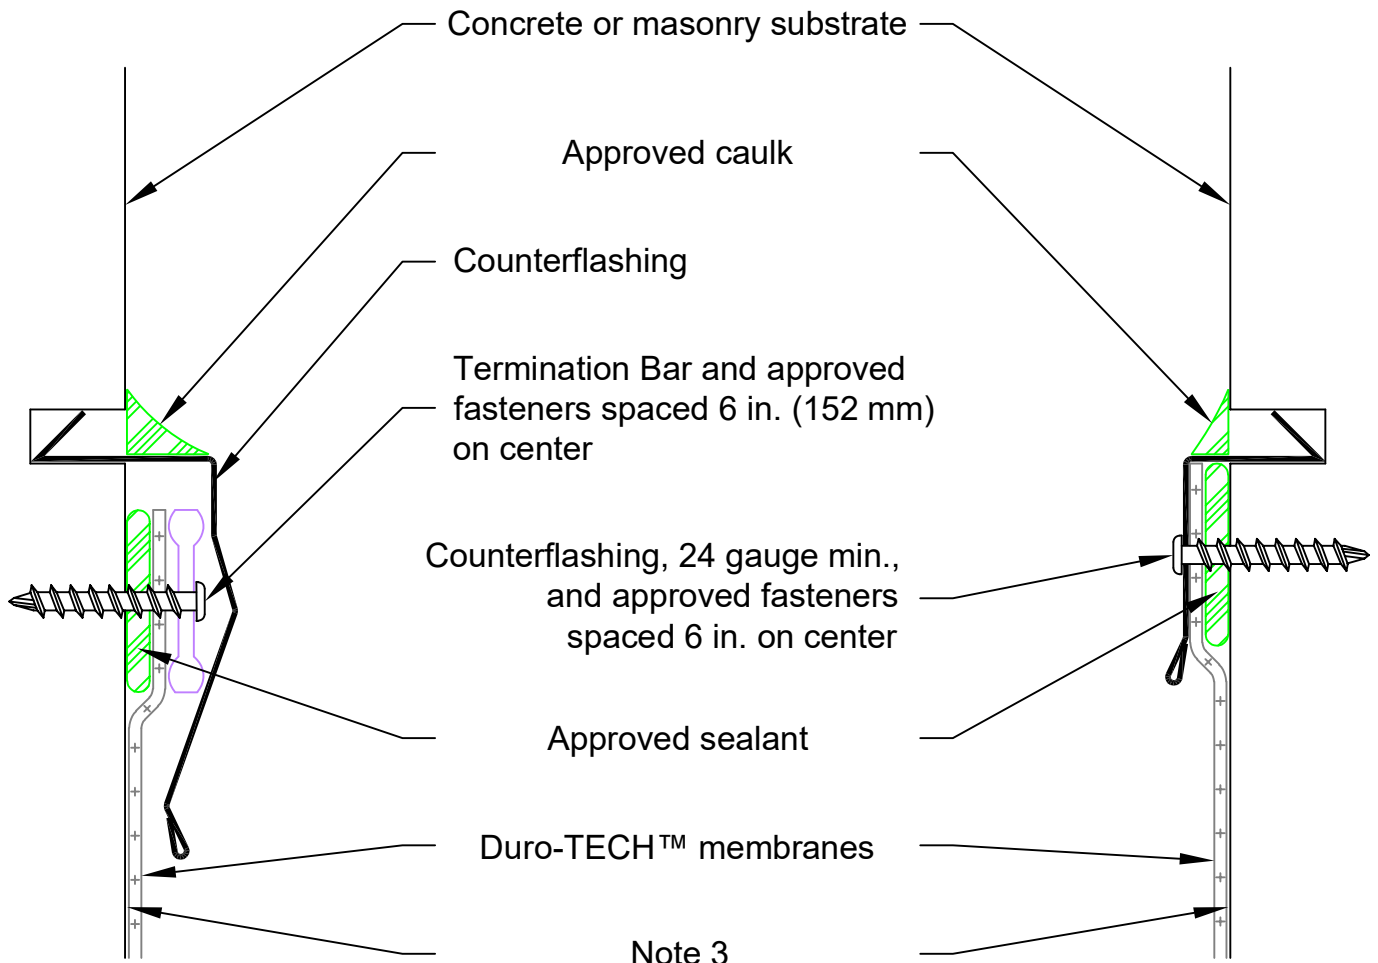 Concrete or masonry substrate
Approved caulk
Counterflashing
Termination Bar and approved
fasteners spaced 6 in. (152 mm)
on center
Counterflashing, 24 gauge min.,
and approved fasteners
spaced 6 in. on center
Approved sealant
Duro-TECH™ membranes
Note 3